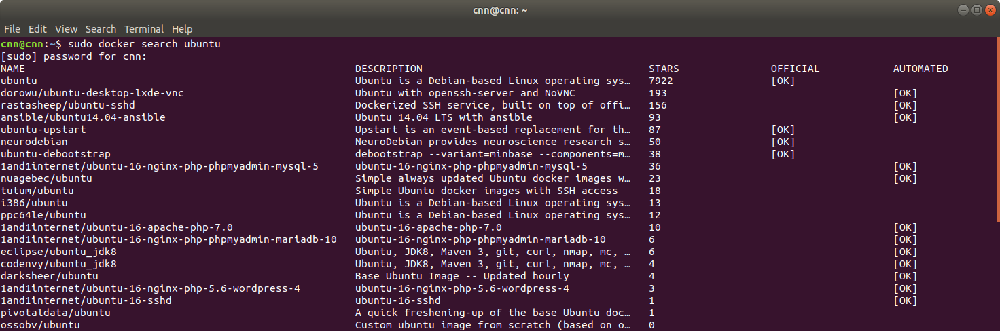 cnn@cnn: ~
File Edit View Search Terminal Help
cnn@cnn:~$ sudo docker search ubuntu
[sudo] password for cnn:
NAME DESCRIPTION STARS OFFICIAL AUTOMATED
ubuntu Ubuntu is a Debian-based Linux operating sys… 7922 [OK]
dorowu/ubuntu-desktop-lxde-vnc Ubuntu with openssh-server and NoVNC 193 [OK]
rastasheep/ubuntu-sshd Dockerized SSH service, built on top of offi… 156 [OK]
ansible/ubuntu14.04-ansible Ubuntu 14.04 LTS with ansible 93 [OK]
ubuntu-upstart Upstart is an event-based replacement for th… 87 [OK]
neurodebian NeuroDebian provides neuroscience research s… 50 [OK]
ubuntu-debootstrap debootstrap --variant=minbase --components=m… 38 [OK]
1and1internet/ubuntu-16-nginx-php-phpmyadmin-mysql-5 ubuntu-16-nginx-php-phpmyadmin-mysql-5 36 [OK]
nuagebec/ubuntu Simple always updated Ubuntu docker images w… 23 [OK]
tutum/ubuntu Simple Ubuntu docker images with SSH access 18
i386/ubuntu Ubuntu is a Debian-based Linux operating sys… 13
ppc64le/ubuntu Ubuntu is a Debian-based Linux operating sys… 12
1and1internet/ubuntu-16-apache-php-7.0 ubuntu-16-apache-php-7.0 10 [OK]
1and1internet/ubuntu-16-nginx-php-phpmyadmin-mariadb-10 ubuntu-16-nginx-php-phpmyadmin-mariadb-10 6 [OK]
eclipse/ubuntu_jdk8 Ubuntu, JDK8, Maven 3, git, curl, nmap, mc, … 6 [OK]
codenvy/ubuntu_jdk8 Ubuntu, JDK8, Maven 3, git, curl, nmap, mc, … 4 [OK]
darksheer/ubuntu Base Ubuntu Image -- Updated hourly 4 [OK]
1and1internet/ubuntu-16-nginx-php-5.6-wordpress-4 ubuntu-16-nginx-php-5.6-wordpress-4 3 [OK]
1and1internet/ubuntu-16-sshd ubuntu-16-sshd 1 [OK]
pivotaldata/ubuntu A quick freshening-up of the base Ubuntu doc… 1
ossobv/ubuntu Custom ubuntu image from scratch (based on o… 0